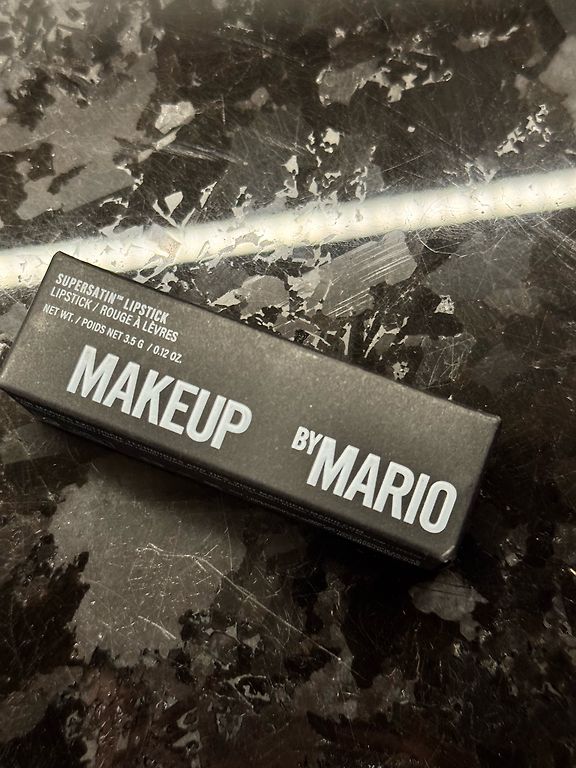 SUPERSATIN™ LIPSTICK
LIPSTICK / ROUGE À LÈVRES
NET WT. / POIDS NET 3.5 G / 0.12 OZ.
MAKEUP
BY MARIO